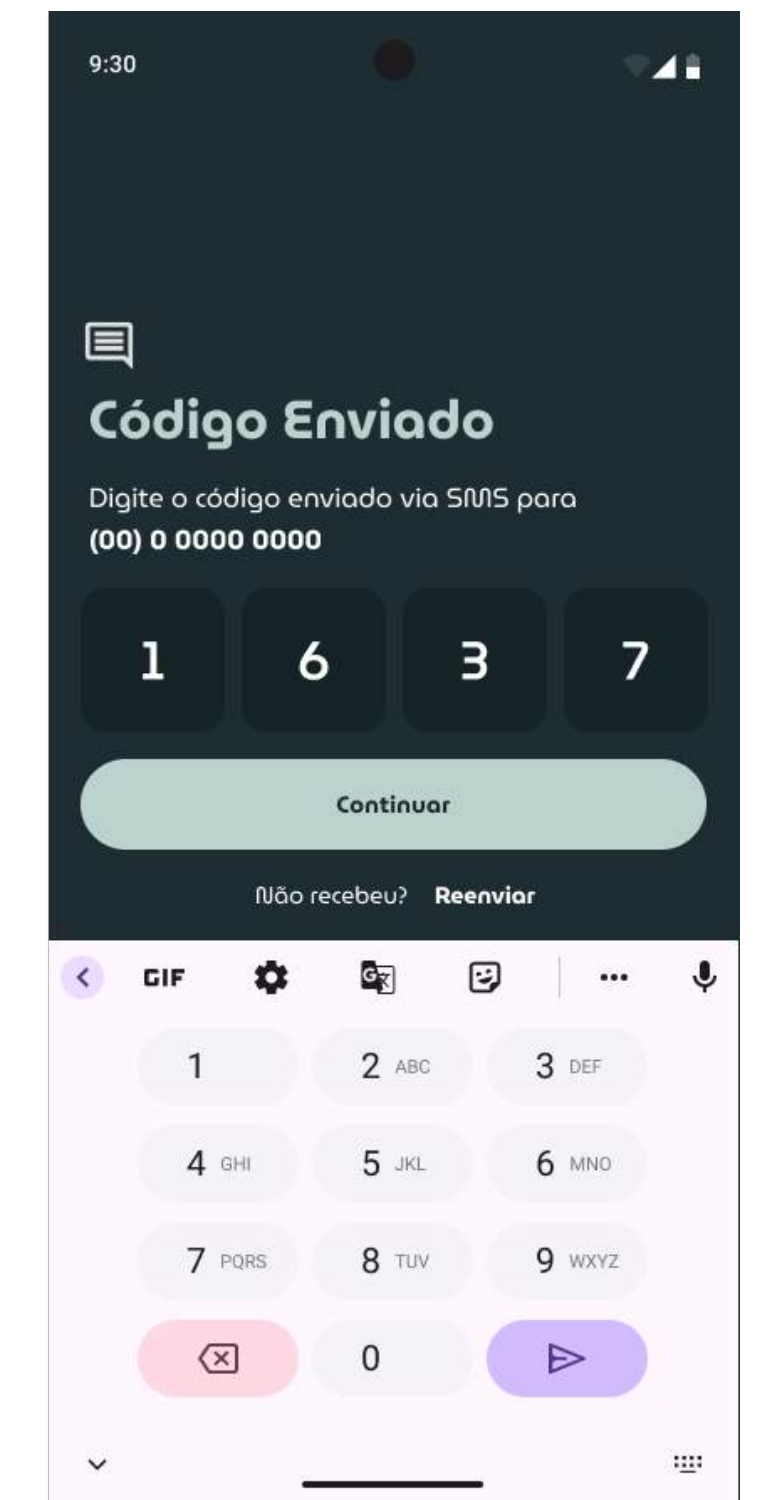 9:30
Código Enviado
Digite o código enviado via SMS para
(00) 0 0000 0000
1 6 3 7
Continuar
Não recebeu? Reenviar
GIF
1 2 ABC 3 DEF
4 GHI 5 JKL 6 MNO
7 PQRS 8 TUV 9 WXYZ
0